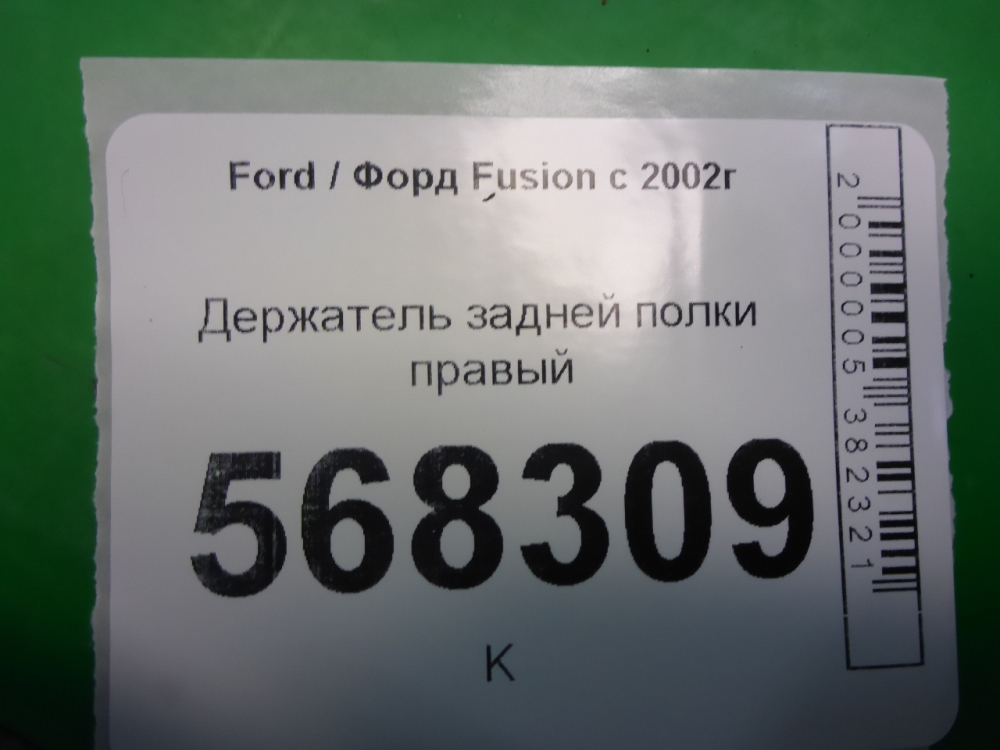 Ford / Форд Fusion с 2002г
Держатель задней полки
правый
568309
К
2000005382321